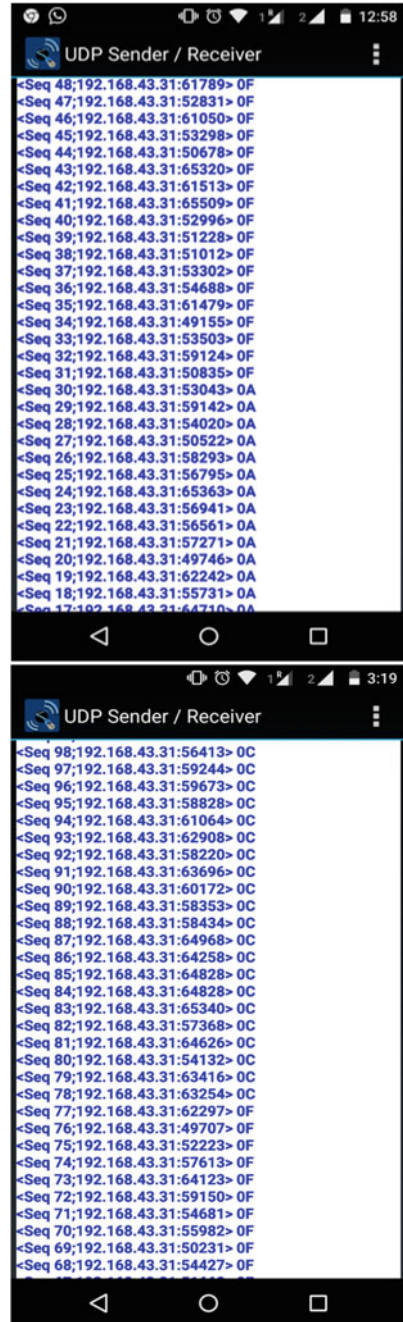 1 R 2 12:58
UDP Sender / Receiver
<Seq 48;192.168.43.31:61789> 0F
<Seq 47;192.168.43.31:52831> 0F
<Seq 46;192.168.43.31:61050> 0F
<Seq 45;192.168.43.31:53298> 0F
<Seq 44;192.168.43.31:50678> 0F
<Seq 43;192.168.43.31:65320> 0F
<Seq 42;192.168.43.31:61513> 0F
<Seq 41;192.168.43.31:65509> 0F
<Seq 40;192.168.43.31:52996> 0F
<Seq 39;192.168.43.31:51228> 0F
<Seq 38;192.168.43.31:51012> 0F
<Seq 37;192.168.43.31:53302> 0F
<Seq 36;192.168.43.31:54688> 0F
<Seq 35;192.168.43.31:61479> 0F
<Seq 34;192.168.43.31:49155> 0F
<Seq 33;192.168.43.31:53503> 0F
<Seq 32;192.168.43.31:59124> 0F
<Seq 31;192.168.43.31:50835> 0F
<Seq 30;192.168.43.31:53043> 0A
<Seq 29;192.168.43.31:59142> 0A
<Seq 28;192.168.43.31:54020> 0A
<Seq 27;192.168.43.31:50522> 0A
<Seq 26;192.168.43.31:58293> 0A
<Seq 25;192.168.43.31:56795> 0A
<Seq 24;192.168.43.31:65363> 0A
<Seq 23;192.168.43.31:56941> 0A
<Seq 22;192.168.43.31:56561> 0A
<Seq 21;192.168.43.31:57271> 0A
<Seq 20;192.168.43.31:49746> 0A
<Seq 19;192.168.43.31:62242> 0A
<Seq 18;192.168.43.31:55731> 0A
<Seq 17;192.168.43.31:64710> 0A
1 R 2 3:19
UDP Sender / Receiver
<Seq 98;192.168.43.31:56413> 0C
<Seq 97;192.168.43.31:59244> 0C
<Seq 96;192.168.43.31:59673> 0C
<Seq 95;192.168.43.31:58828> 0C
<Seq 94;192.168.43.31:61064> 0C
<Seq 93;192.168.43.31:62908> 0C
<Seq 92;192.168.43.31:58220> 0C
<Seq 91;192.168.43.31:63696> 0C
<Seq 90;192.168.43.31:60172> 0C
<Seq 89;192.168.43.31:58353> 0C
<Seq 88;192.168.43.31:58434> 0C
<Seq 87;192.168.43.31:64968> 0C
<Seq 86;192.168.43.31:64258> 0C
<Seq 85;192.168.43.31:64828> 0C
<Seq 84;192.168.43.31:64828> 0C
<Seq 83;192.168.43.31:65340> 0C
<Seq 82;192.168.43.31:57368> 0C
<Seq 81;192.168.43.31:64626> 0C
<Seq 80;192.168.43.31:54132> 0C
<Seq 79;192.168.43.31:63416> 0C
<Seq 78;192.168.43.31:63254> 0C
<Seq 77;192.168.43.31:62297> 0F
<Seq 76;192.168.43.31:49707> 0F
<Seq 75;192.168.43.31:52223> 0F
<Seq 74;192.168.43.31:57613> 0F
<Seq 73;192.168.43.31:64123> 0F
<Seq 72;192.168.43.31:59150> 0F
<Seq 71;192.168.43.31:54681> 0F
<Seq 70;192.168.43.31:55982> 0F
<Seq 69;192.168.43.31:50231> 0F
<Seq 68;192.168.43.31:54427> 0F